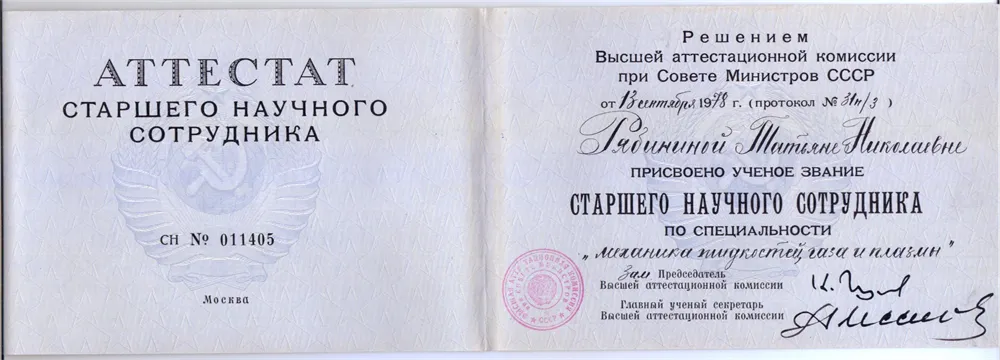 АТТЕСТАТ
СТАРШЕГО НАУЧНОГО
СОТРУДНИКА
СН № 011405
Москва
Решением
Высшей аттестационной комиссии
при Совете Министров СССР
от 13 сентября 1978 г. (протокол № 31н/3)
Рябининой Татьяне Николаевне
ПРИСВОЕНО УЧЕНОЕ ЗВАНИЕ
СТАРШЕГО НАУЧНОГО СОТРУДНИКА
ПО СПЕЦИАЛЬНОСТИ
„механика жидкостей, газа и плазмы"
Зам Председатель
Высшей аттестационной комиссии
Главный ученый секретарь
Высшей аттестационной комиссии